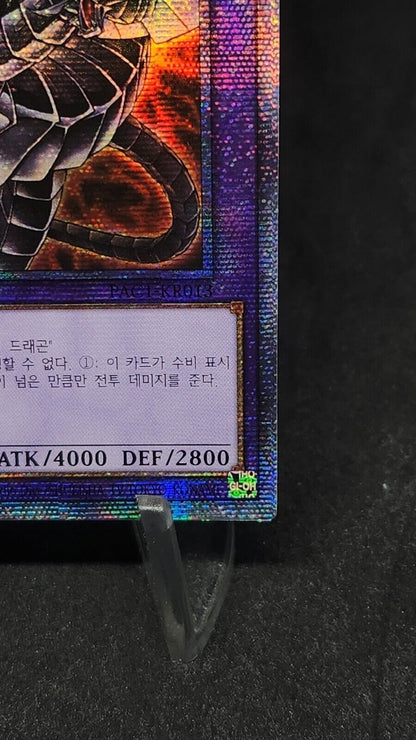 PAC1-KR013
드래곤"
할 수 없다. ①: 이 카드가 수비 표시
넘은 만큼만 전투 데미지를 준다.
ATK/4000 DEF/2800